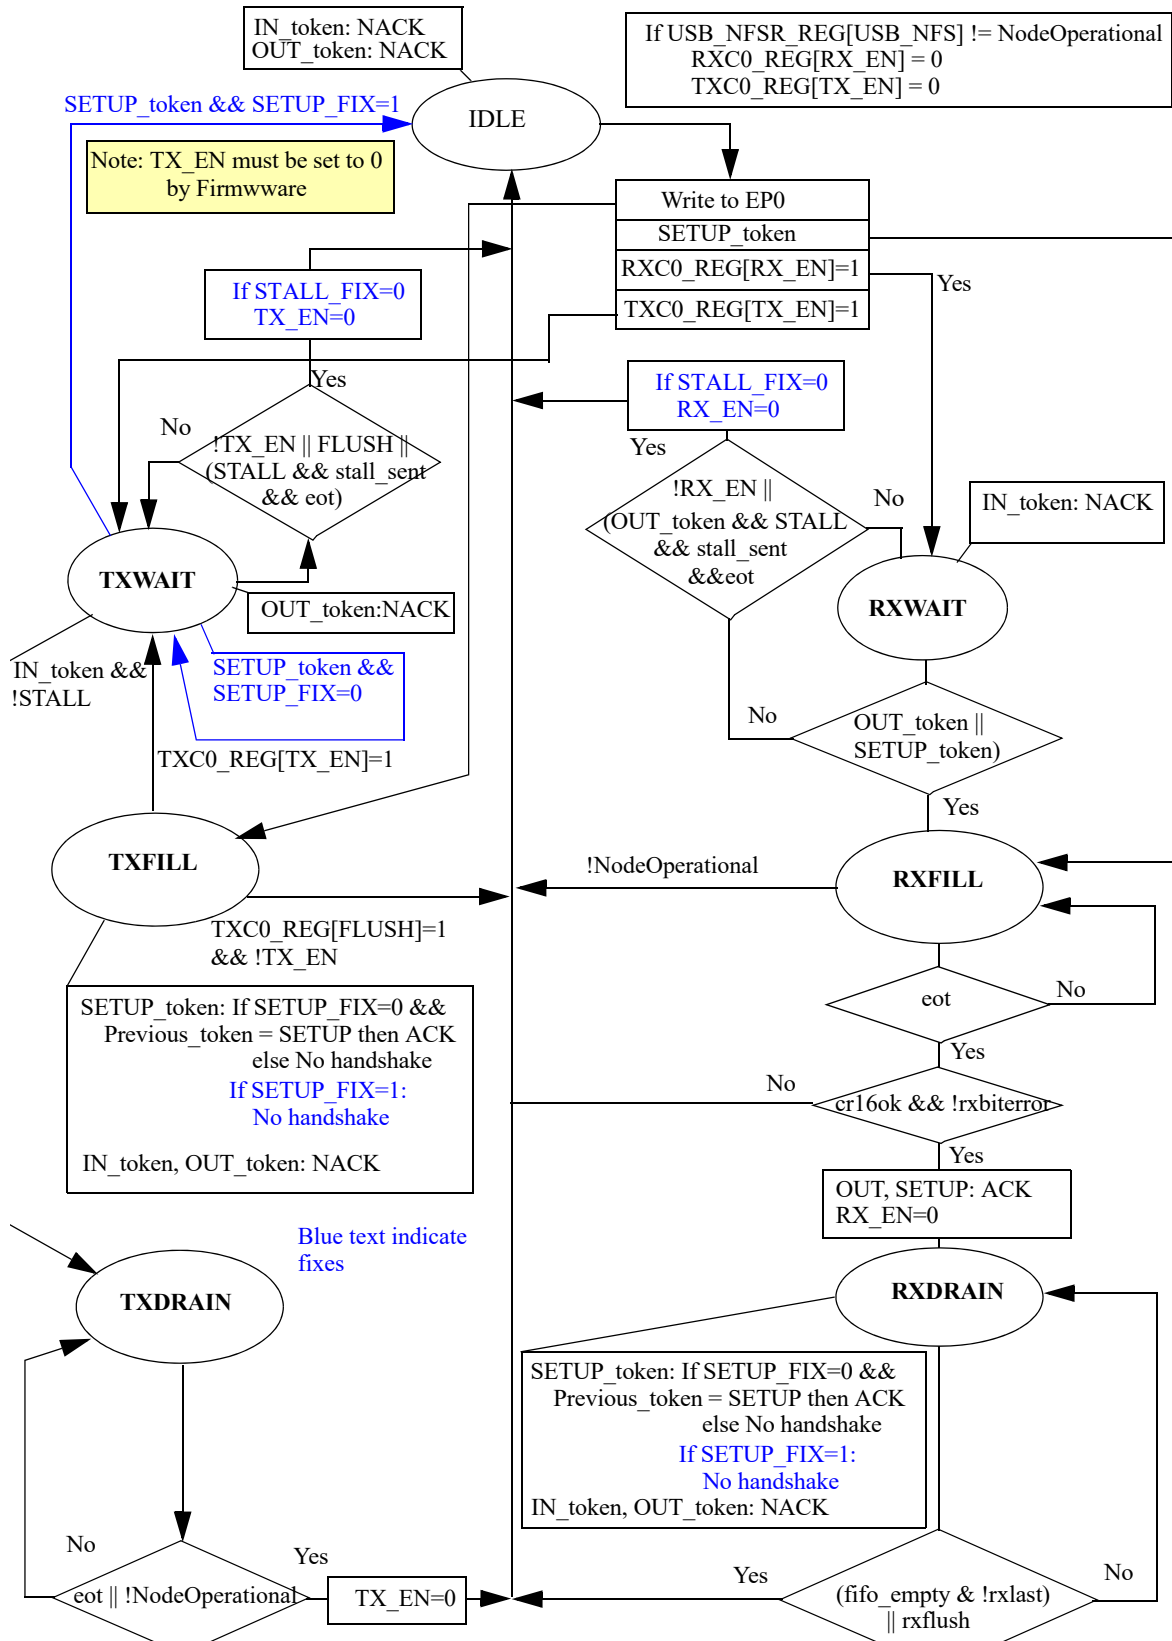 IN_token: NACK
OUT_token: NACK
If USB_NFSR_REG[USB_NFS] != NodeOperational
RXC0_REG[RX_EN] = 0
TXC0_REG[TX_EN] = 0
SETUP_token && SETUP_FIX=1
IDLE
Note: TX_EN must be set to 0
by Firmwware
Write to EP0
SETUP_token
RXC0_REG[RX_EN]=1
TXC0_REG[TX_EN]=1
Yes
If STALL_FIX=0
TX_EN=0
Yes
No
!TX_EN || FLUSH ||
(STALL && stall_sent
&& eot)
If STALL_FIX=0
RX_EN=0
Yes
!RX_EN ||
(OUT_token && STALL
&& stall_sent
&&eot
No
IN_token: NACK
TXWAIT
OUT_token:NACK
RXWAIT
IN_token &&
!STALL
SETUP_token &&
SETUP_FIX=0
TXC0_REG[TX_EN]=1
No
OUT_token ||
SETUP_token)
Yes
TXFILL
!NodeOperational
RXFILL
TXC0_REG[FLUSH]=1
&& !TX_EN
eot
No
Yes
SETUP_token: If SETUP_FIX=0 &&
Previous_token = SETUP then ACK
else No handshake
If SETUP_FIX=1:
No handshake
IN_token, OUT_token: NACK
No
cr16ok && !rxbiterror
Yes
OUT, SETUP: ACK
RX_EN=0
Blue text indicate
fixes
TXDRAIN
RXDRAIN
SETUP_token: If SETUP_FIX=0 &&
Previous_token = SETUP then ACK
else No handshake
If SETUP_FIX=1:
No handshake
IN_token, OUT_token: NACK
No
eot || !NodeOperational
Yes
TX_EN=0
Yes
(fifo_empty & !rxlast)
|| rxflush
No